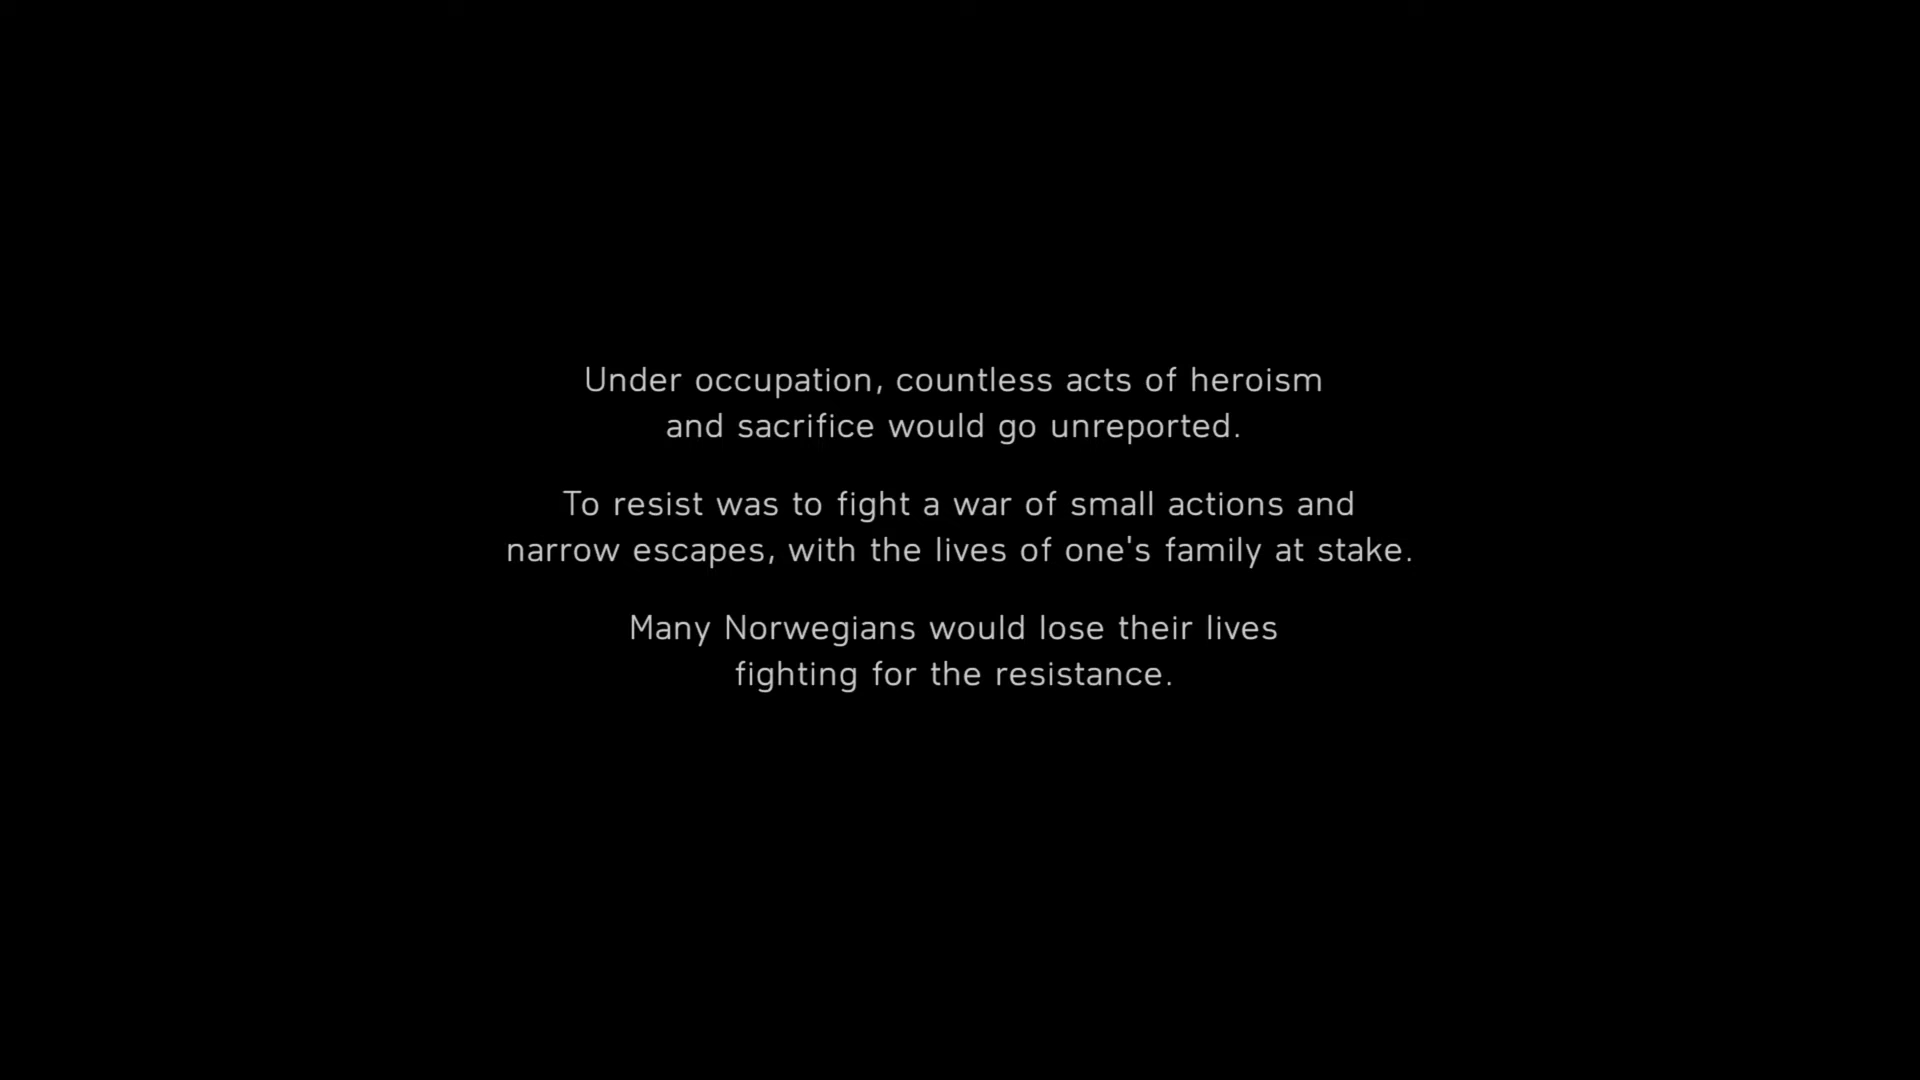 Under occupation, countless acts of heroism
and sacrifice would go unreported.
To resist was to fight a war of small actions and
narrow escapes, with the lives of one's family at stake.
Many Norwegians would lose their lives
fighting for the resistance.